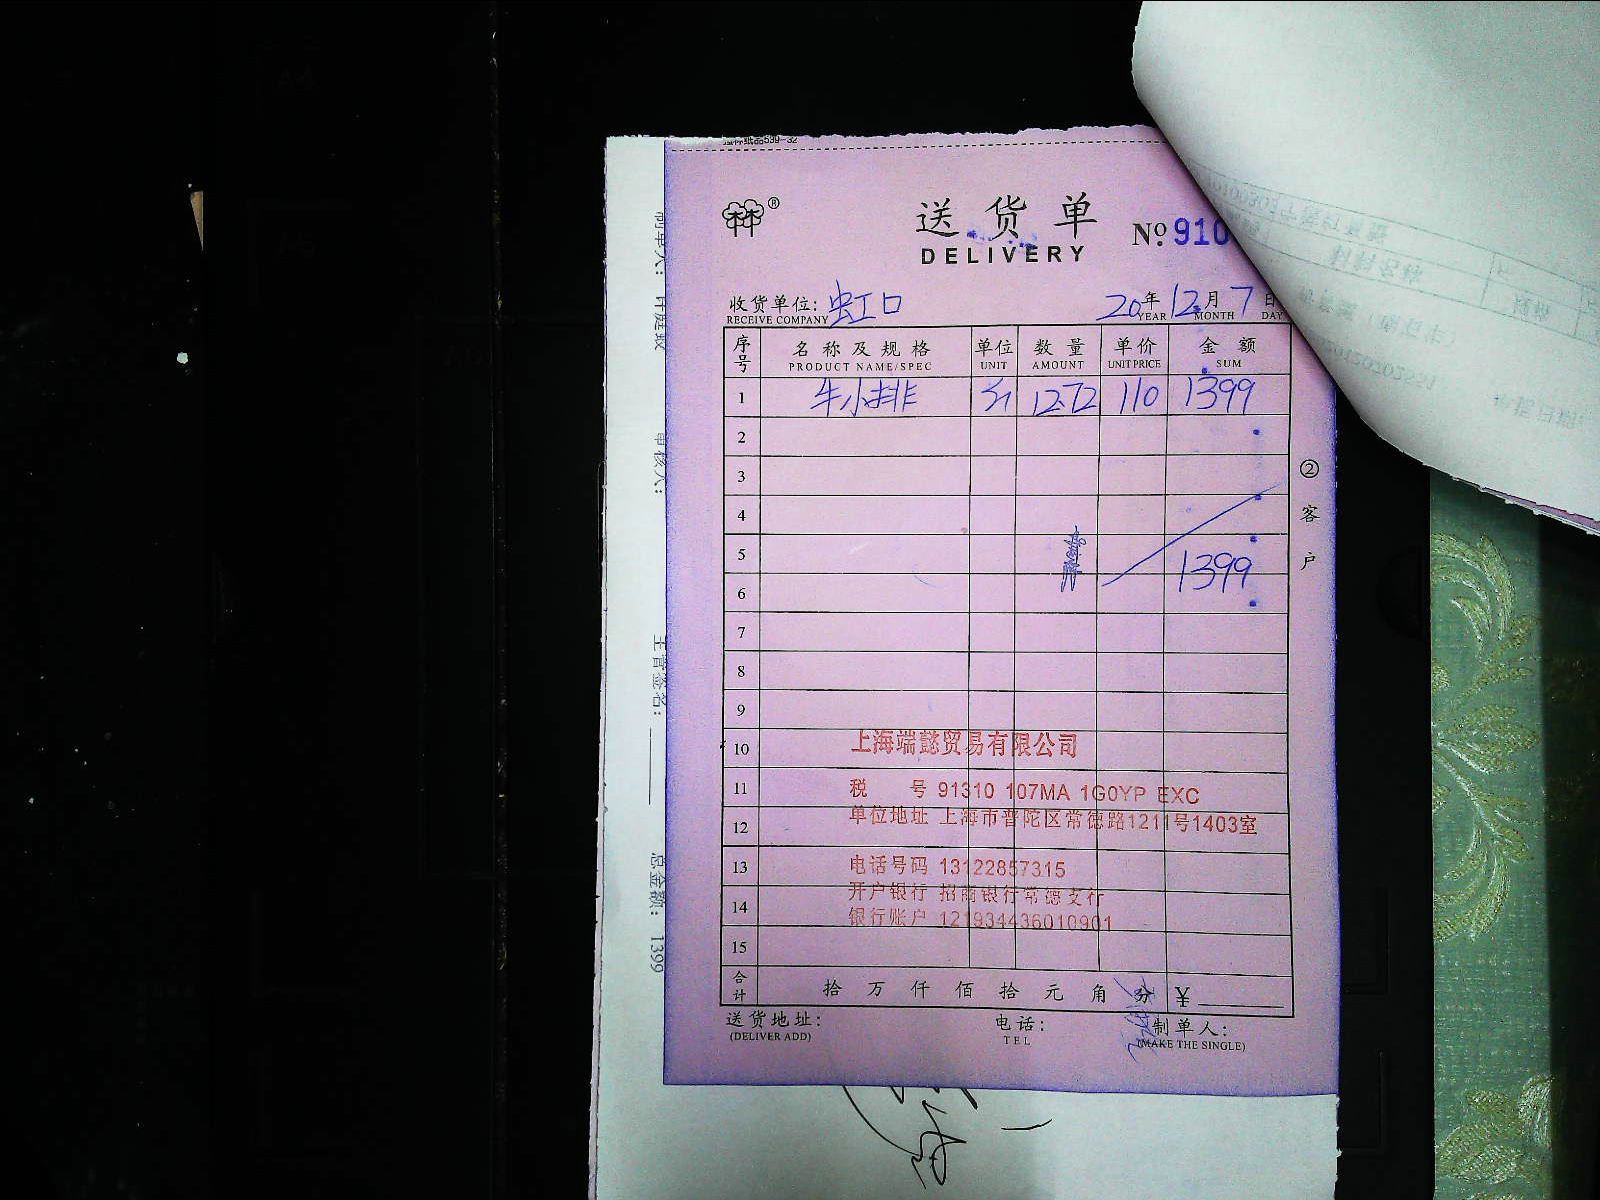 送货单
DELIVERY
№ 910
收货单位: 虹口 20年12月7日
RECEIVE COMPANY YEAR MONTH DAY
序号 名称及规格 单位 数量 单价 金额
PRODUCT NAME/SPEC UNIT AMOUNT UNIT PRICE SUM
1 牛小排 斤 12.72 110 1399
2
3
4
5 1399
6
7
8
9
10 上海端懿贸易有限公司
11 税 号 91310 107MA 1G0YP EXC
12 单位地址 上海市普陀区常德路1211号1403室
13 电话号码 13122857315
开户银行 招商银行常德支行
14 银行账户 121934436010901
15
合计 拾 万 仟 佰 拾 元 角 分 ¥
送货地址: 电话: 制单人:
(DELIVER ADD) TEL (MAKE THE SINGLE)
② 客户
审核人:
主管签名:
总金额: 1399